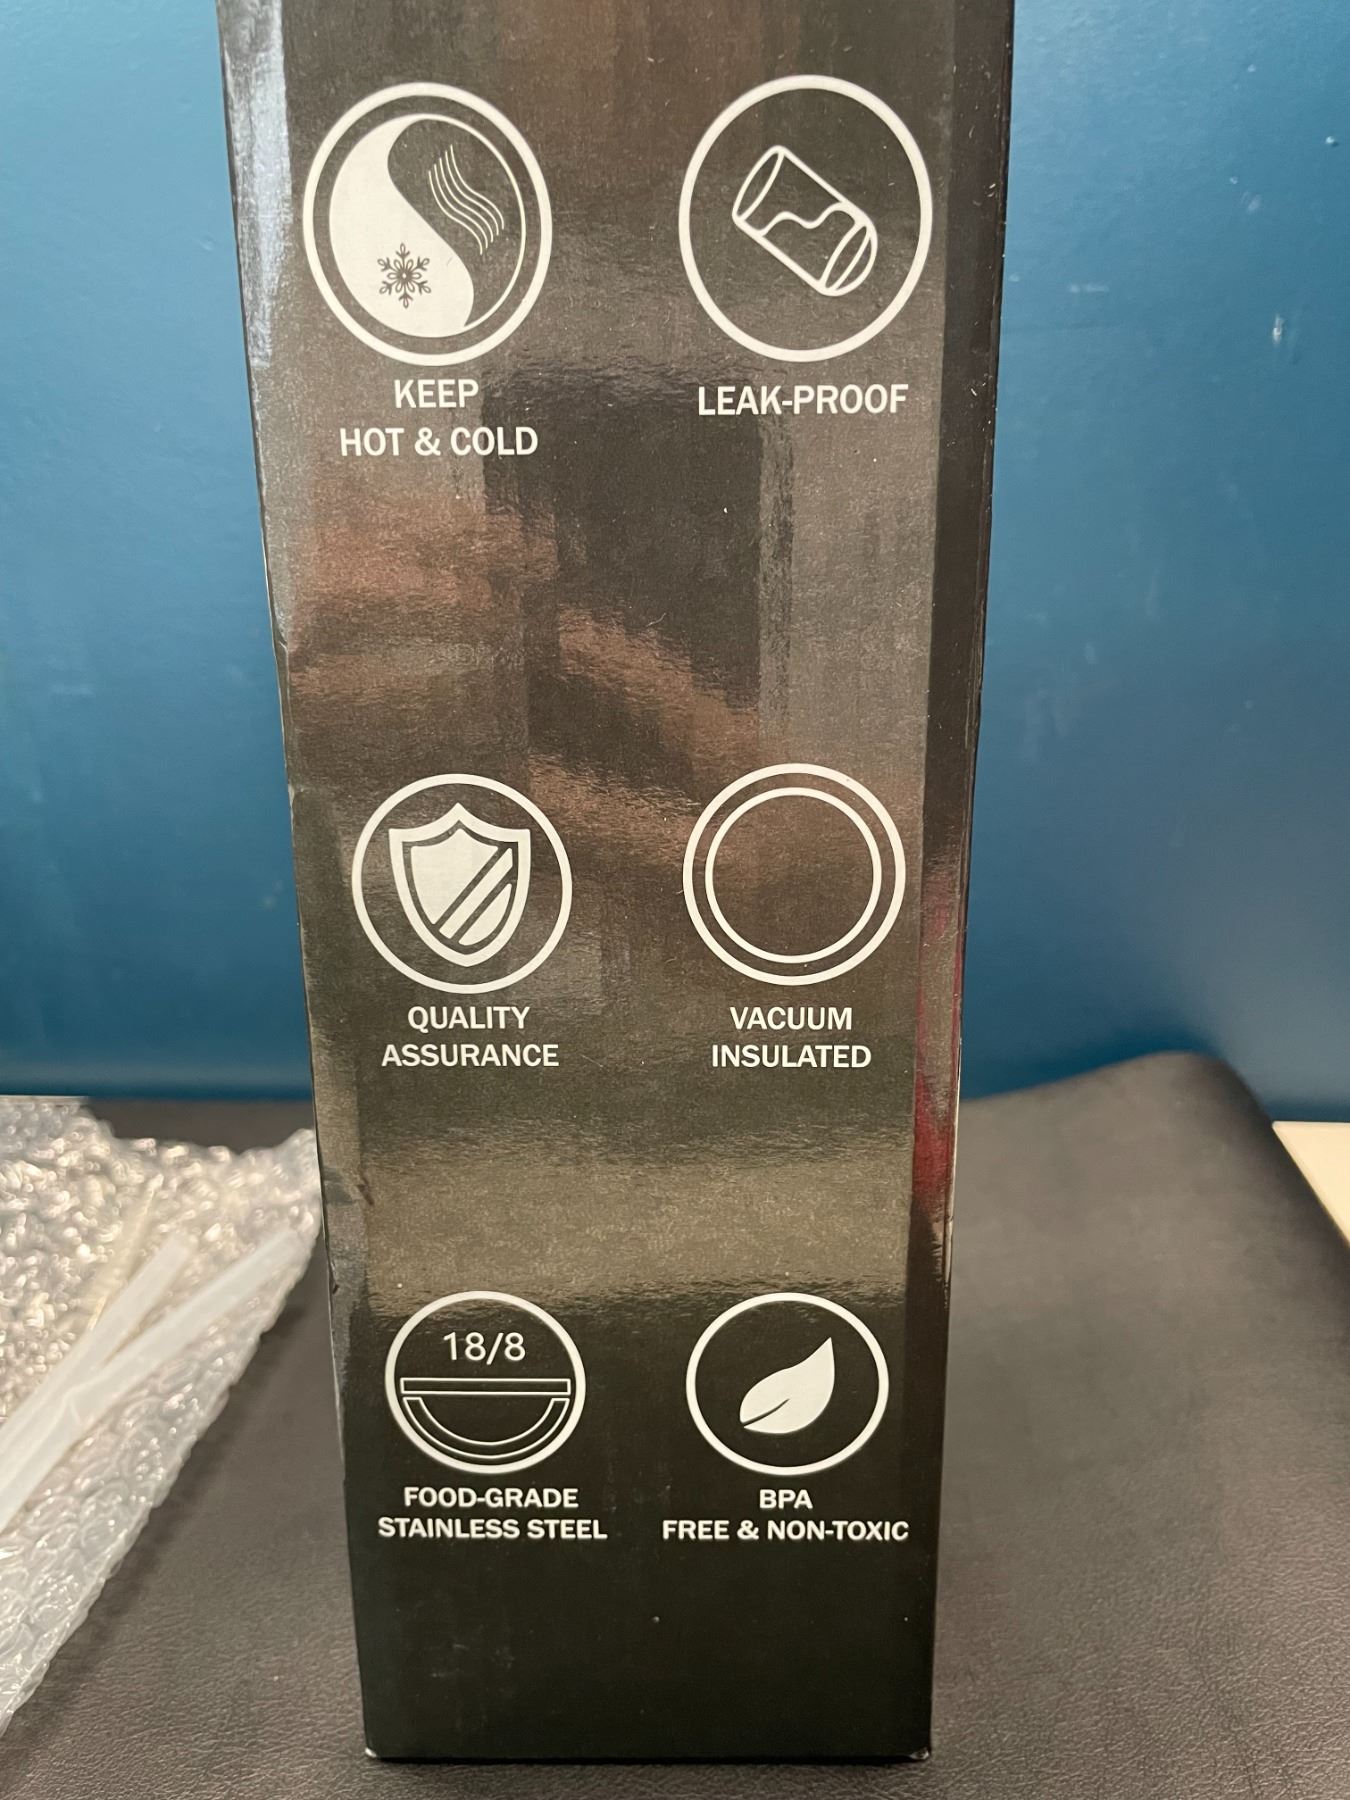 KEEP
HOT & COLD
LEAK-PROOF
QUALITY
ASSURANCE
VACUUM
INSULATED
18/8
FOOD-GRADE
STAINLESS STEEL
BPA
FREE & NON-TOXIC